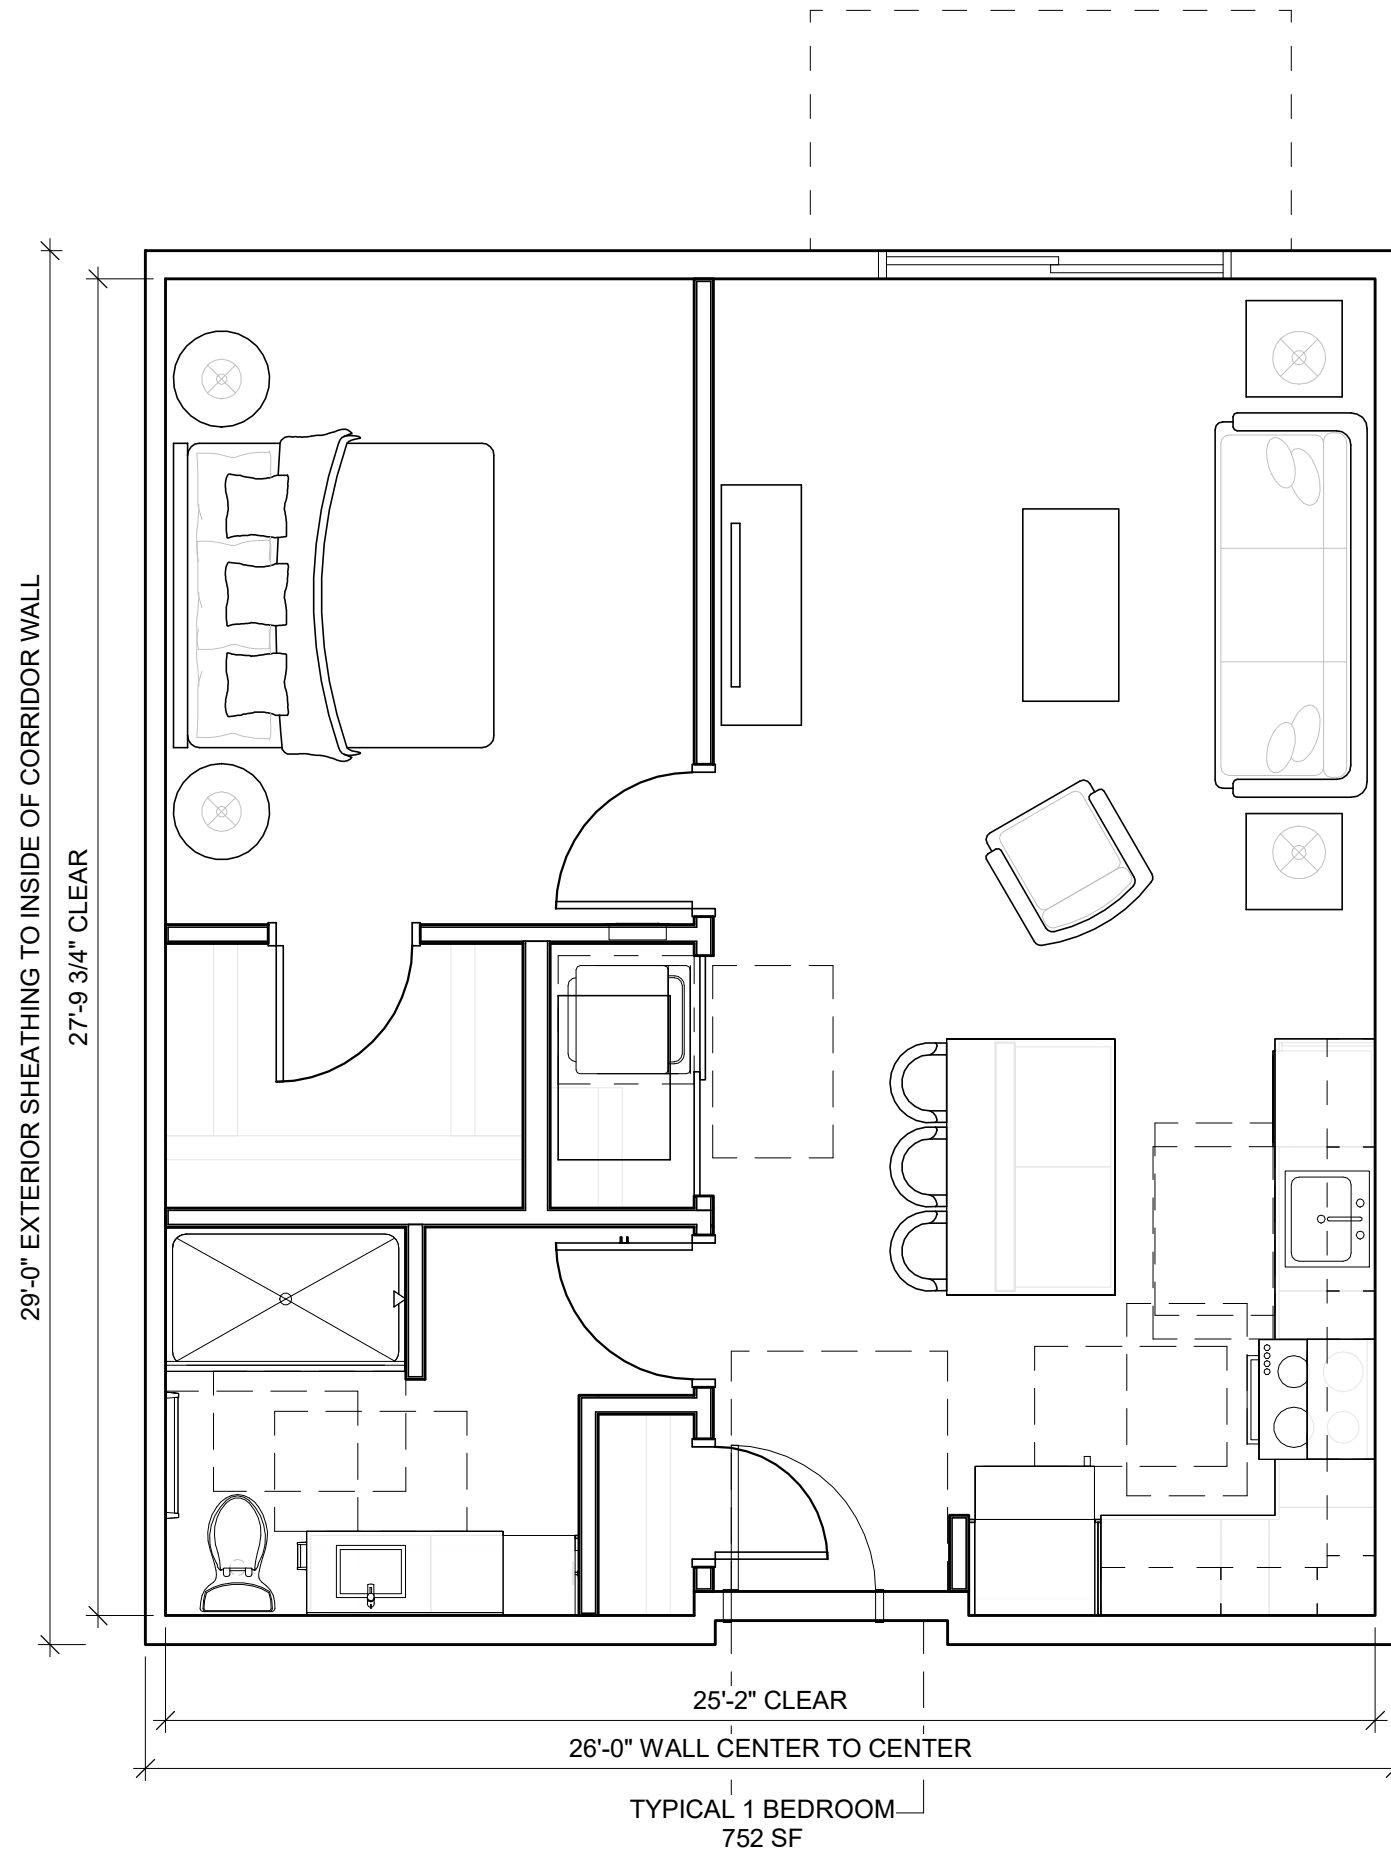 29'-0" EXTERIOR SHEATHING TO INSIDE OF CORRIDOR WALL
27'-9 3/4" CLEAR
25'-2" CLEAR
26'-0" WALL CENTER TO CENTER
TYPICAL 1 BEDROOM
752 SF